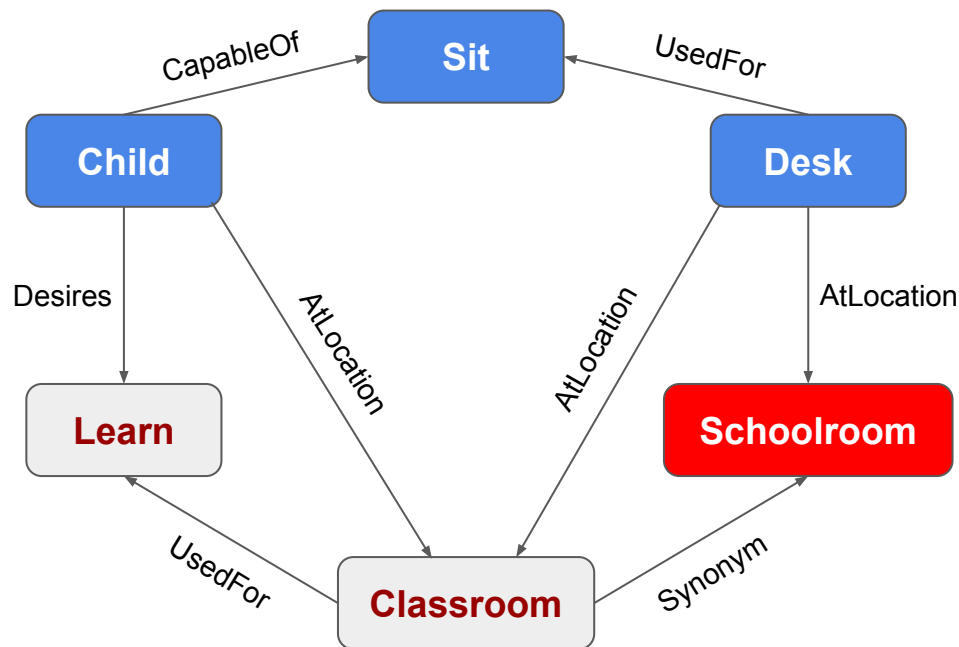 CapableOf
Sit
UsedFor
Child
Desk
Desires
AtLocation
AtLocation
AtLocation
Learn
Schoolroom
UsedFor
Classroom
Synonym